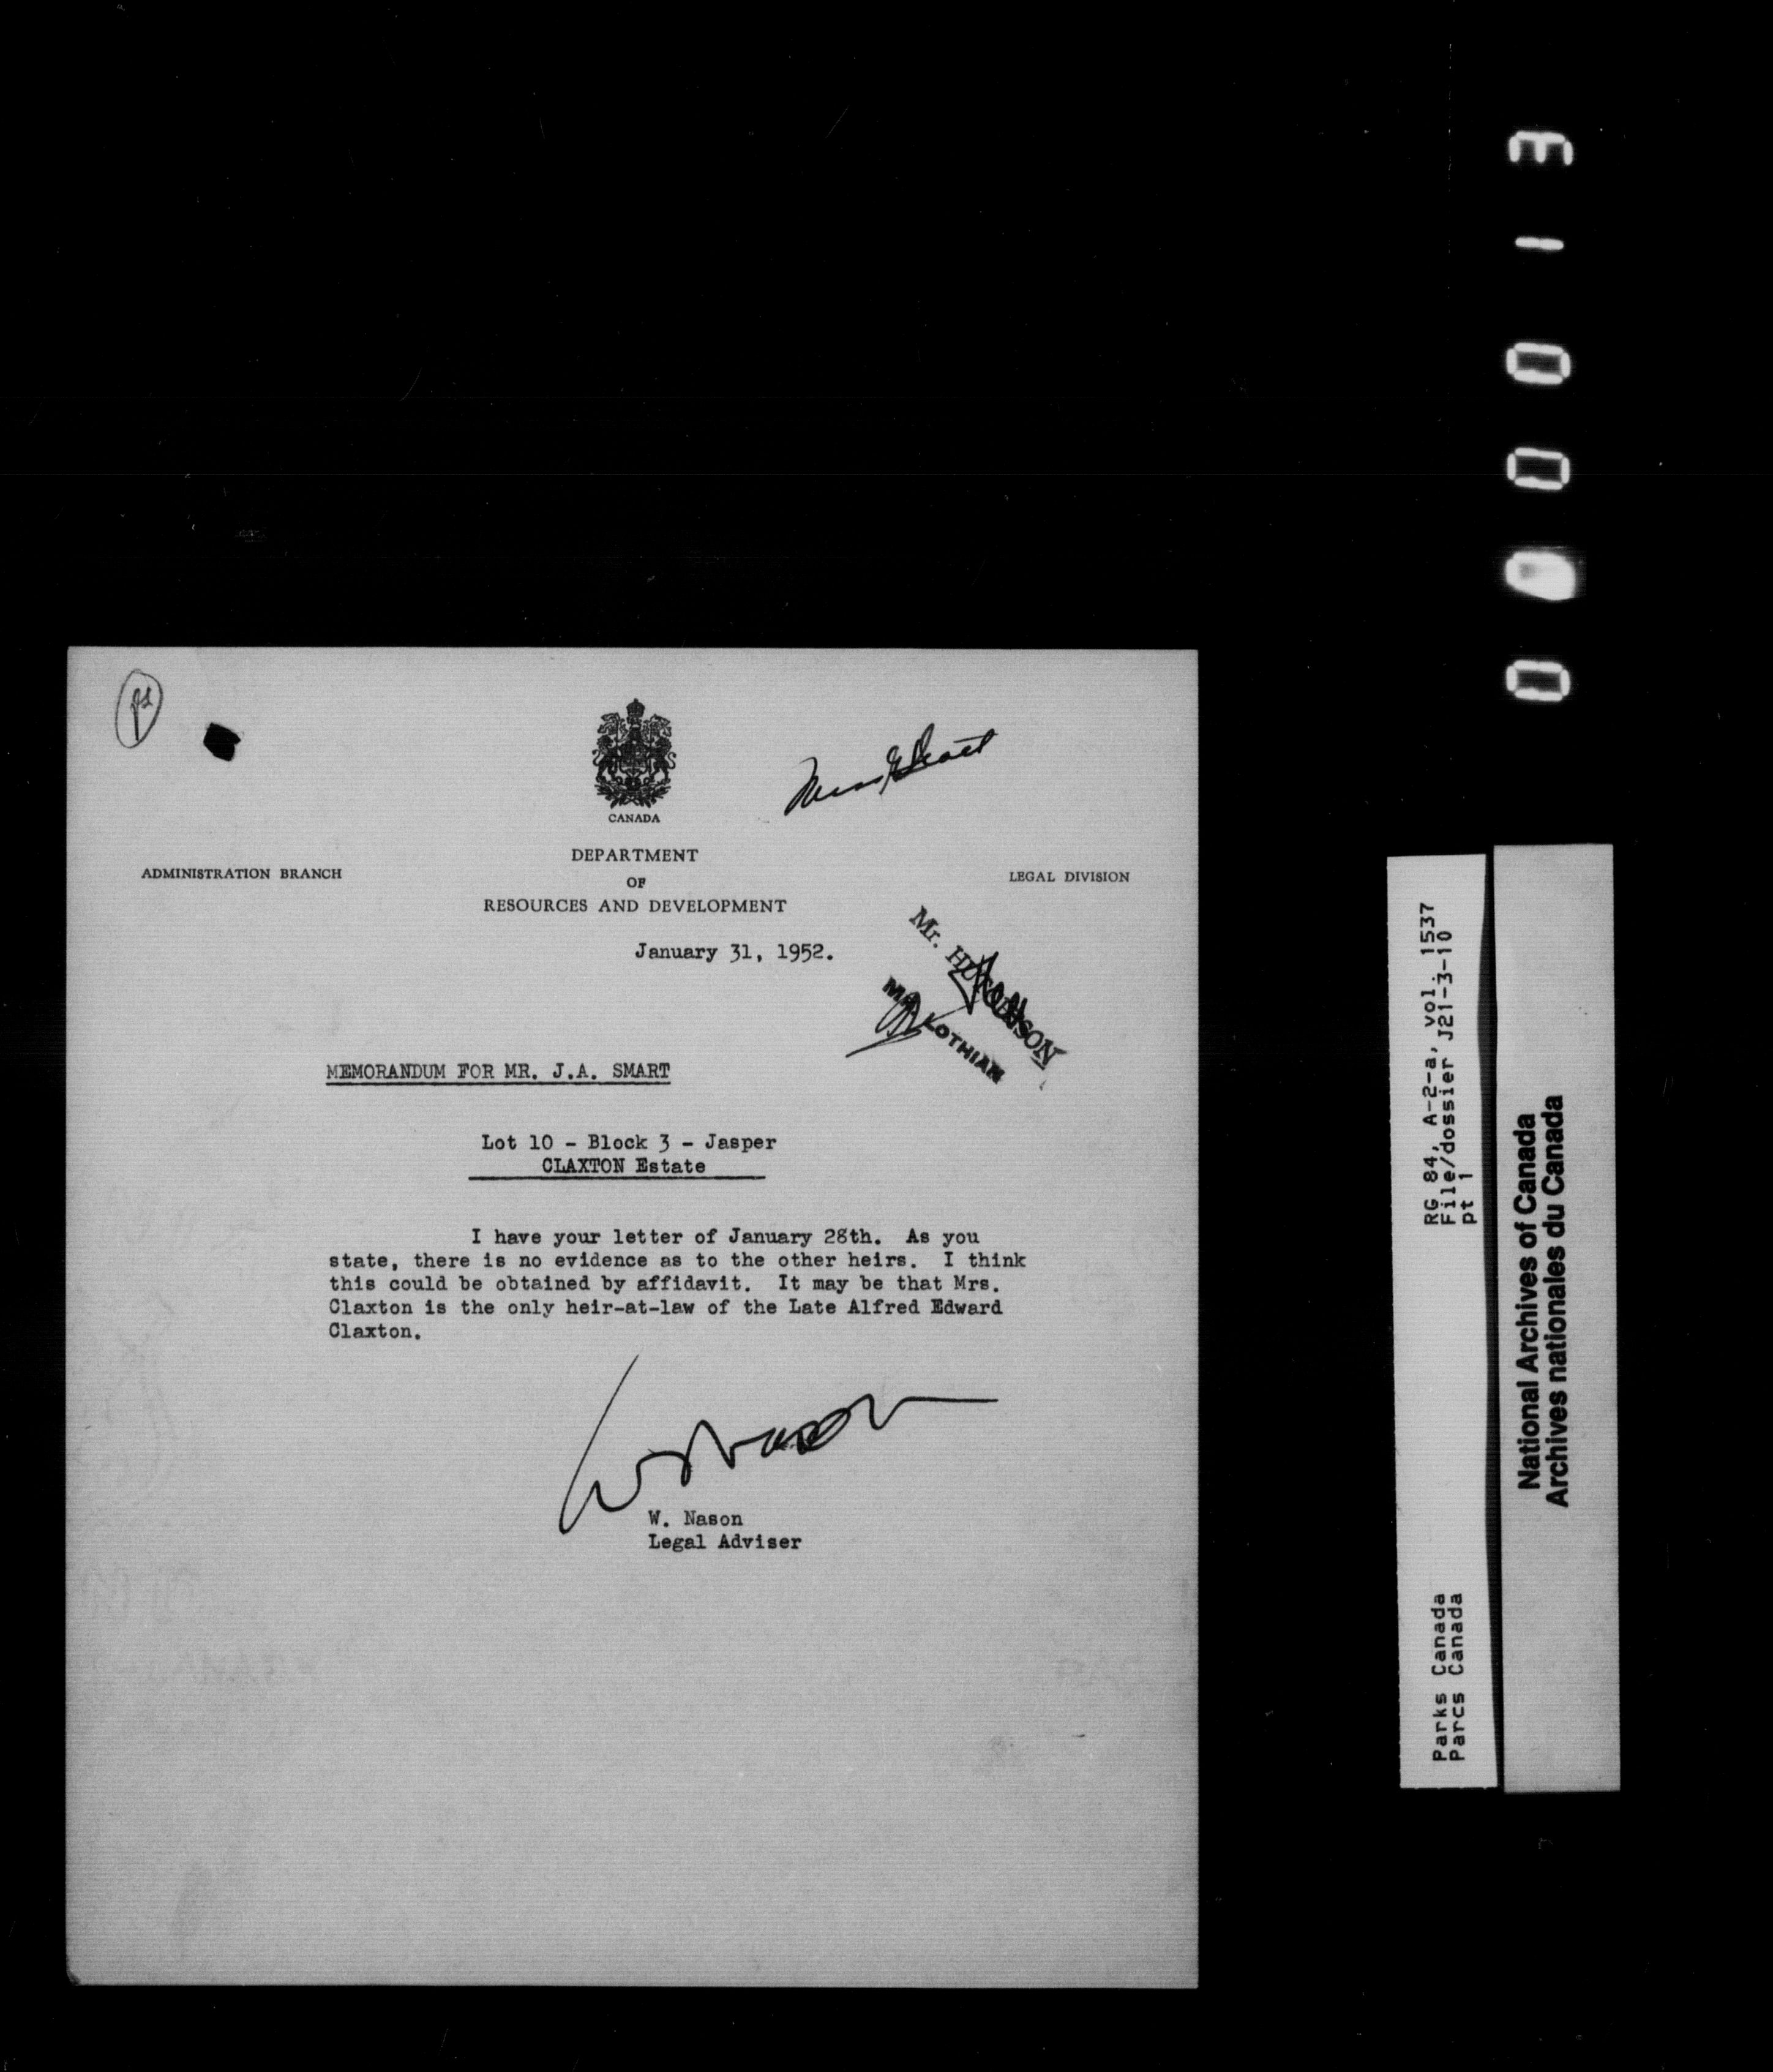 CANADA
DEPARTMENT
OF
RESOURCES AND DEVELOPMENT
ADMINISTRATION BRANCH
LEGAL DIVISION
January 31, 1952.
Mr.
LOTHIAN
MEMORANDUM FOR MR. J.A. SMART
Lot 10 - Block 3 - Jasper
CLAXTON Estate
I have your letter of January 28th. As you
state, there is no evidence as to the other heirs. I think
this could be obtained by affidavit. It may be that Mrs.
Claxton is the only heir-at-law of the Late Alfred Edward
Claxton.
W. Nason
W. Nason
Legal Adviser
RG 84, A-2-a, vol. 1537
File/dossier J21-3-10
pt 1
Parks Canada
Parcs Canada
National Archives of Canada
Archives nationales du Canada